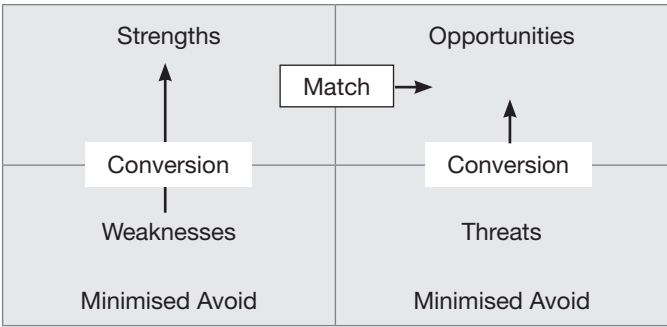 Strengths
Opportunities
Match
Conversion
Conversion
Weaknesses
Threats
Minimised Avoid
Minimised Avoid